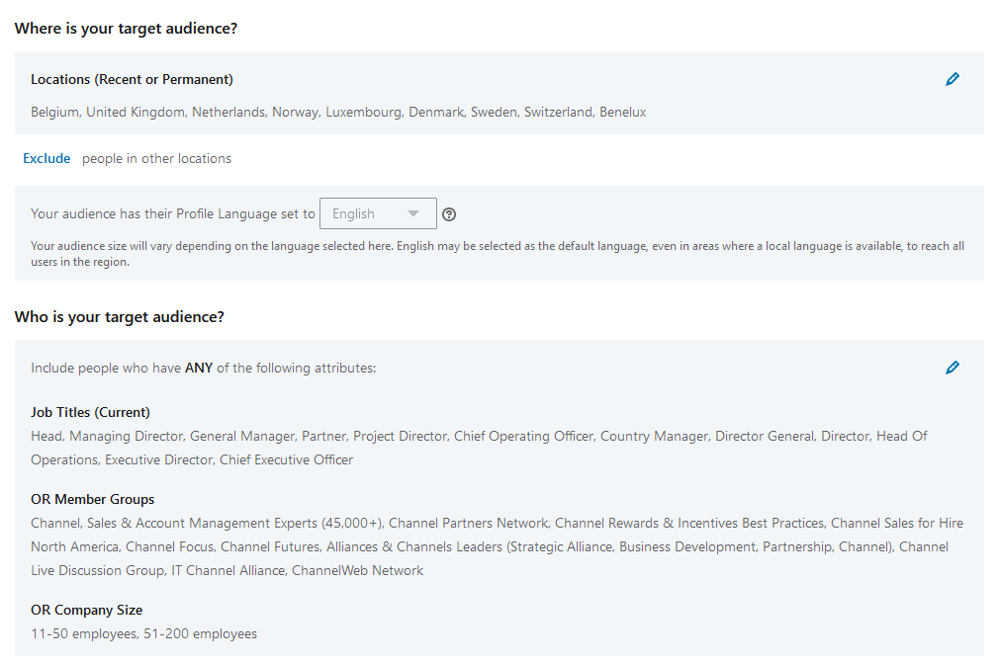 Where is your target audience?
Locations (Recent or Permanent)
Belgium, United Kingdom, Netherlands, Norway, Luxembourg, Denmark, Sweden, Switzerland, Benelux
Exclude people in other locations
Your audience has their Profile Language set to English ?
Your audience size will vary depending on the language selected here. English may be selected as the default language, even in areas where a local language is available, to reach all
users in the region.
Who is your target audience?
Include people who have ANY of the following attributes:
Job Titles (Current)
Head, Managing Director, General Manager, Partner, Project Director, Chief Operating Officer, Country Manager, Director General, Director, Head Of
Operations, Executive Director, Chief Executive Officer
OR Member Groups
Channel, Sales & Account Management Experts (45,000+), Channel Partners Network, Channel Rewards & Incentives Best Practices, Channel Sales for Hire
North America, Channel Focus, Channel Futures, Alliances & Channels Leaders (Strategic Alliance, Business Development, Partnership, Channel), Channel
Live Discussion Group, IT Channel Alliance, ChannelWeb Network
OR Company Size
11-50 employees, 51-200 employees